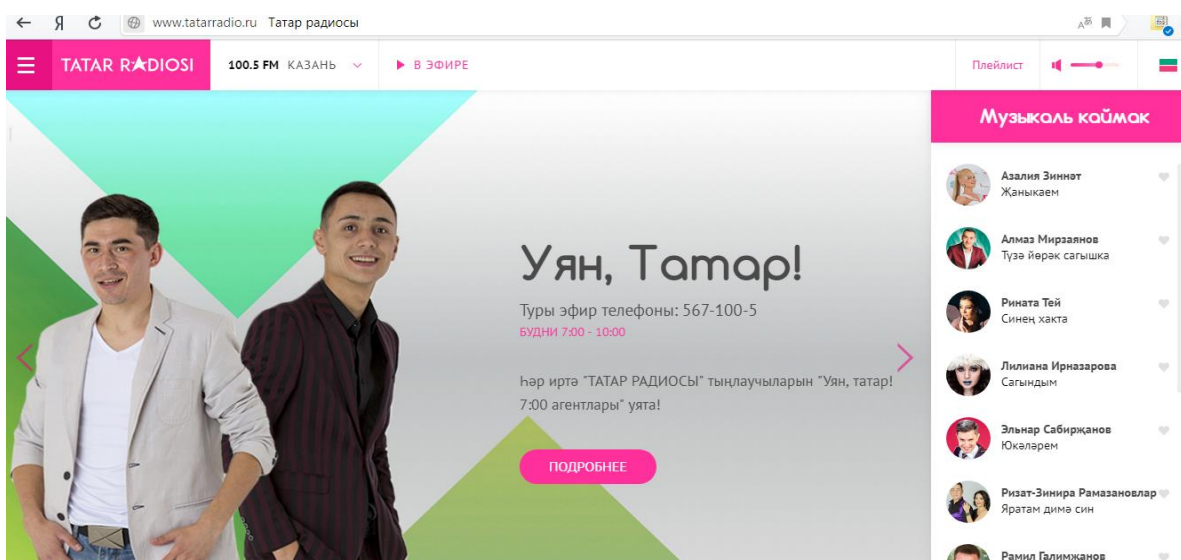 www.tatarradio.ru Татар радиосы
TATAR RADIOSI
100.5 FM КАЗАНЬ
В ЭФИРЕ
Плейлист
Уян, Татар!
Туры эфир телефоны: 567-100-5
БУДНИ 7:00 - 10:00
Һәр иртә "ТАТАР РАДИОСЫ" тыңлаучыларын "Уян, татар!
7:00 агентлары" уята!
ПОДРОБНЕЕ
Музыкаль каймак
Азалия Зиннәт
Җаныкаем
Алмаз Мирзаянов
Түзә йөрәк сагышка
Рината Тей
Синең хакта
Лилиана Ирназарова
Сагындым
Эльнар Сабирҗанов
Юкәләрем
Ризат-Зинира Рамазановлар
Яратам димә син
Рамил Галимҗанов